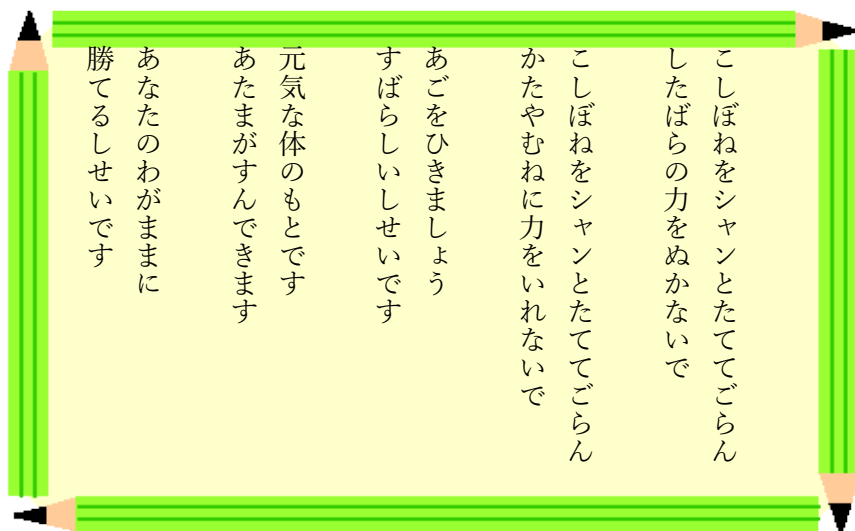 こしぼねをシャンとたててごらん
したばらの力をぬかないで
こしぼねをシャンとたててごらん
かたやむねに力をいれないで
あごをひきましょう
すばらしいしせいです
元気な体のもとです
あたまがすんできます
あなたのわがままに
勝てるしせいです